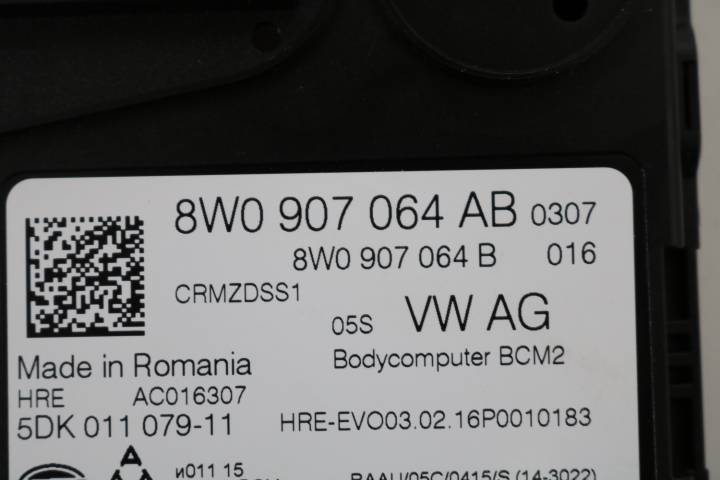 8W0 907 064 AB 0307
8W0 907 064 B 016
CRMZDSS1
05S VW AG
Made in Romania Bodycomputer BCM2
HRE AC016307
5DK 011 079-11 HRE-EVO03.02.16P0010183
и011 15